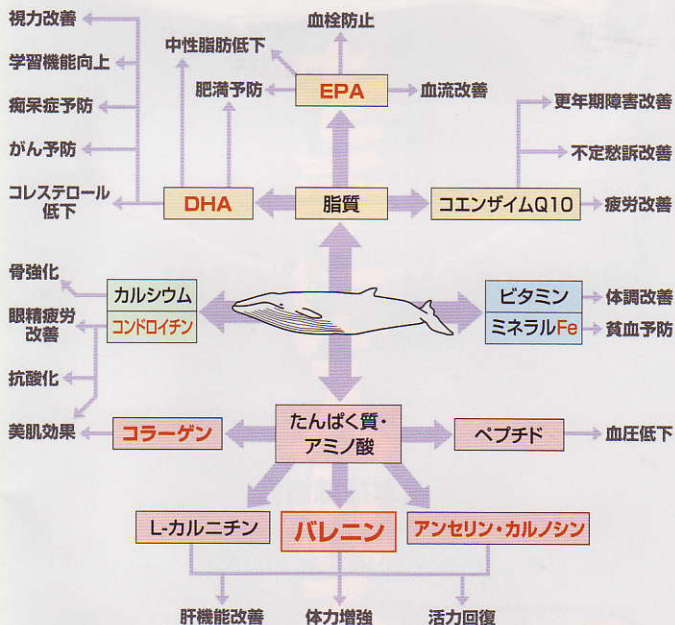 視力改善
学習機能向上
痴呆症予防
がん予防
コレステロール
低下
中性脂肪低下
血栓防止
肥満予防
EPA
血流改善
更年期障害改善
不定愁訴改善
DHA
脂質
コエンザイムQ10
疲労改善
骨強化
眼精疲労
改善
抗酸化
美肌効果
カルシウム
コンドロイチン
ビタミン
ミネラルFe
体調改善
貧血予防
コラーゲン
たんぱく質・
アミノ酸
ペプチド
血圧低下
L-カルニチン
バレニン
アンセリン・カルノシン
肝機能改善
体力増強
活力回復